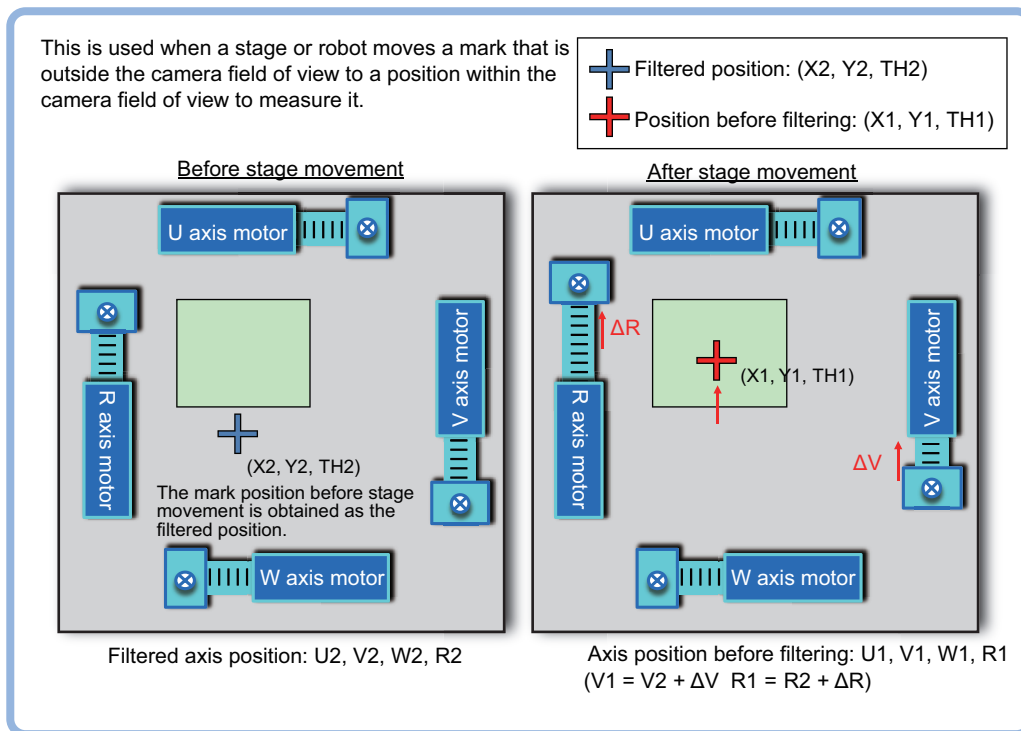 This is used when a stage or robot moves a mark that is
outside the camera field of view to a position within the
camera field of view to measure it.
Filtered position: (X2, Y2, TH2)
Position before filtering: (X1, Y1, TH1)
Before stage movement
U axis motor
R axis motor
V axis motor
(X2, Y2, TH2)
The mark position before stage
movement is obtained as the
filtered position.
W axis motor
Filtered axis position: U2, V2, W2, R2
After stage movement
U axis motor
ΔR
R axis motor
V axis motor
(X1, Y1, TH1)
ΔV
W axis motor
Axis position before filtering: U1, V1, W1, R1
(V1 = V2 + ΔV  R1 = R2 + ΔR)